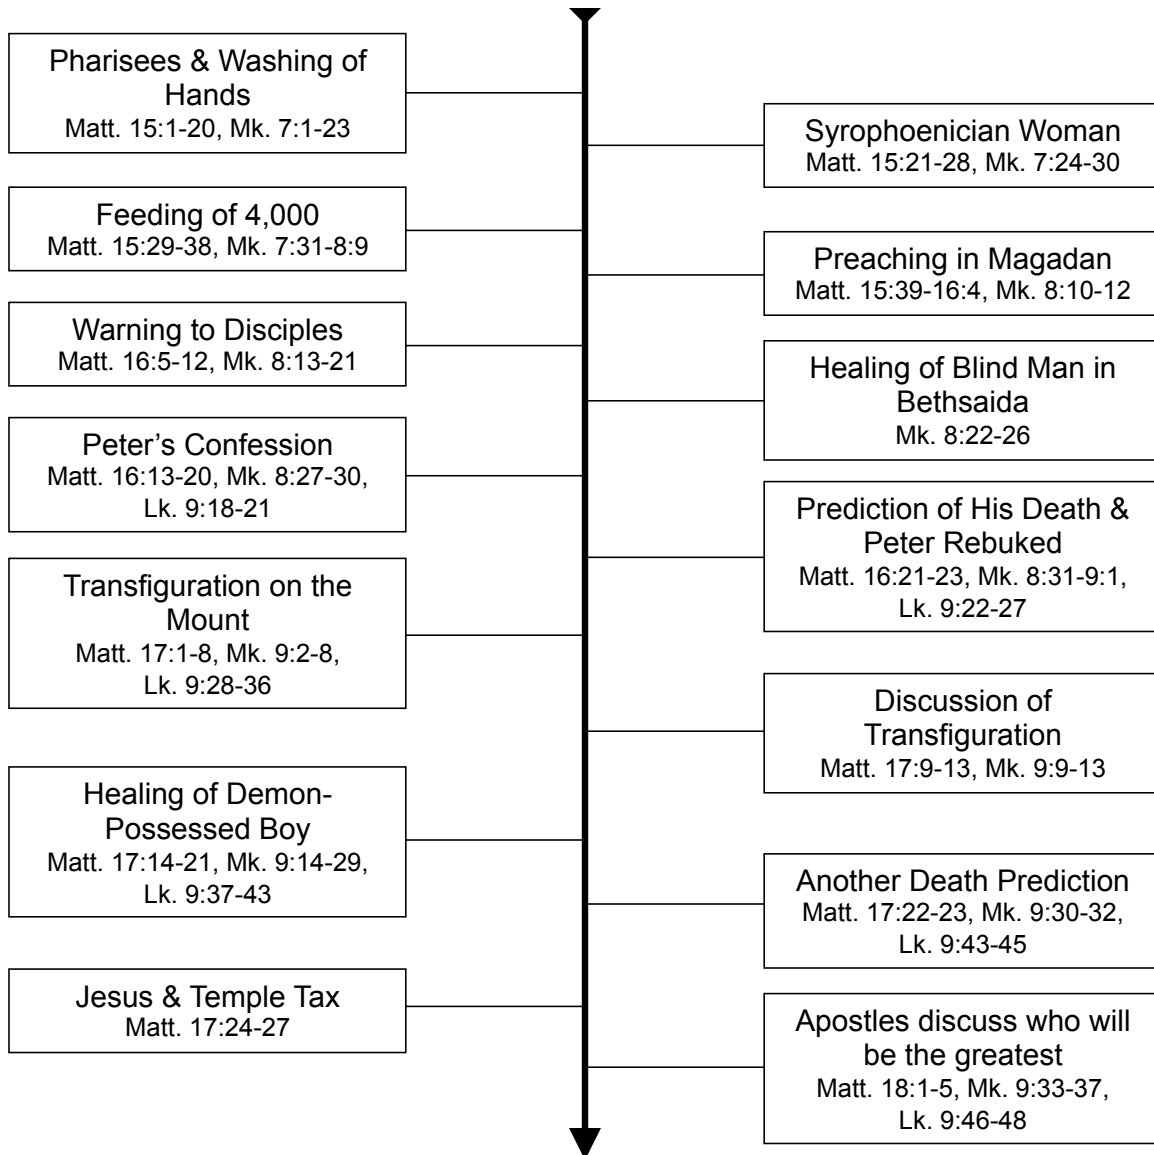 Pharisees & Washing of
Hands
Matt. 15:1-20, Mk. 7:1-23
Syrophoenician Woman
Matt. 15:21-28, Mk. 7:24-30
Feeding of 4,000
Matt. 15:29-38, Mk. 7:31-8:9
Preaching in Magadan
Matt. 15:39-16:4, Mk. 8:10-12
Warning to Disciples
Matt. 16:5-12, Mk. 8:13-21
Healing of Blind Man in
Bethsaida
Mk. 8:22-26
Peter’s Confession
Matt. 16:13-20, Mk. 8:27-30,
Lk. 9:18-21
Prediction of His Death &
Peter Rebuked
Matt. 16:21-23, Mk. 8:31-9:1,
Lk. 9:22-27
Transfiguration on the
Mount
Matt. 17:1-8, Mk. 9:2-8,
Lk. 9:28-36
Discussion of
Transfiguration
Matt. 17:9-13, Mk. 9:9-13
Healing of Demon-
Possessed Boy
Matt. 17:14-21, Mk. 9:14-29,
Lk. 9:37-43
Another Death Prediction
Matt. 17:22-23, Mk. 9:30-32,
Lk. 9:43-45
Jesus & Temple Tax
Matt. 17:24-27
Apostles discuss who will
be the greatest
Matt. 18:1-5, Mk. 9:33-37,
Lk. 9:46-48